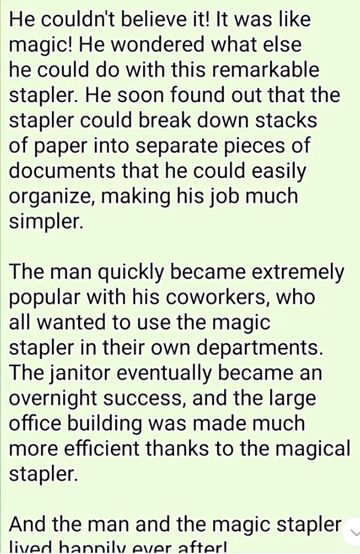 He couldn't believe it! It was like
magic! He wondered what else
he could do with this remarkable
stapler. He soon found out that the
stapler could break down stacks
of paper into separate pieces of
documents that he could easily
organize, making his job much
simpler.
The man quickly became extremely
popular with his coworkers, who
all wanted to use the magic
stapler in their own departments.
The janitor eventually became an
overnight success, and the large
office building was made much
more efficient thanks to the magical
stapler.
And the man and the magic stapler
lived happily ever after!